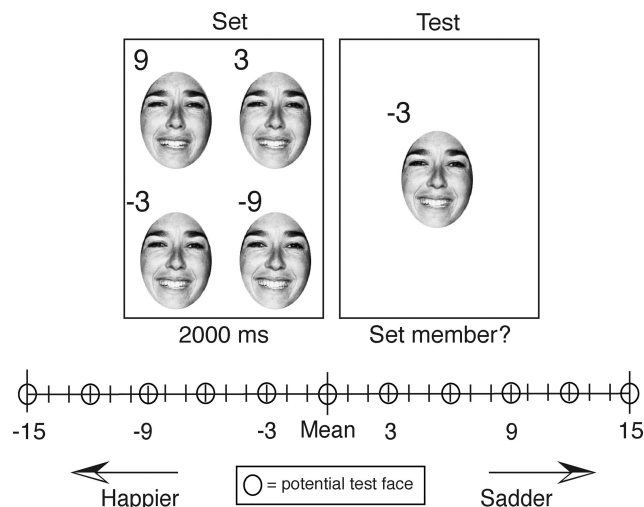 Set
Test
9 3
-3
-3 -9
2000 ms
Set member?
-15 -9 -3 Mean 3 9 15
Happier
= potential test face
Sadder